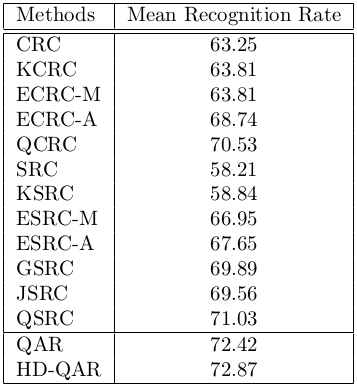 Methods Mean Recognition Rate
CRC 63.25
KCRC 63.81
ECRC-M 63.81
ECRC-A 68.74
QCRC 70.53
SRC 58.21
KSRC 58.84
ESRC-M 66.95
ESRC-A 67.65
GSRC 69.89
JSRC 69.56
QSRC 71.03
QAR 72.42
HD-QAR 72.87